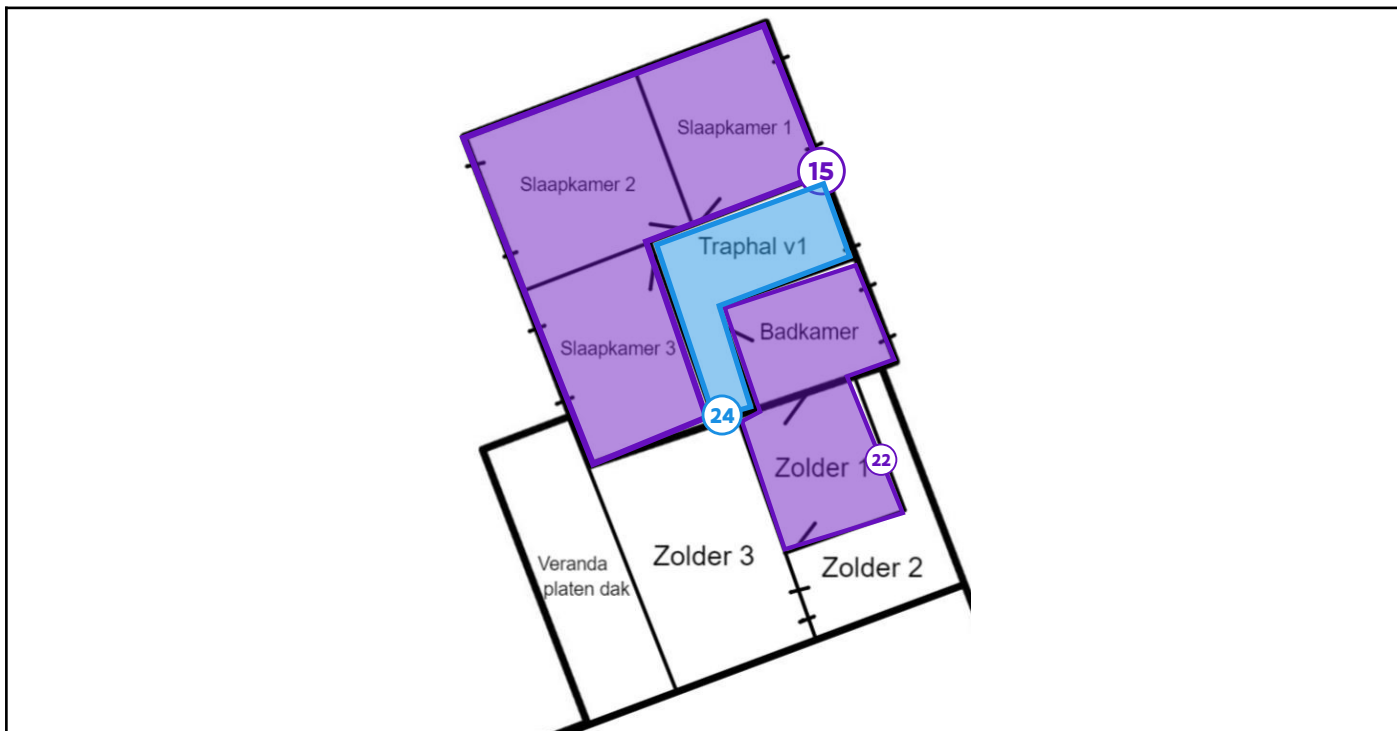 Slaapkamer 1
15
Slaapkamer 2
Traphal v1
Badkamer
Slaapkamer 3
24
Zolder 1
22
Zolder 3
Zolder 2
Veranda
platen dak